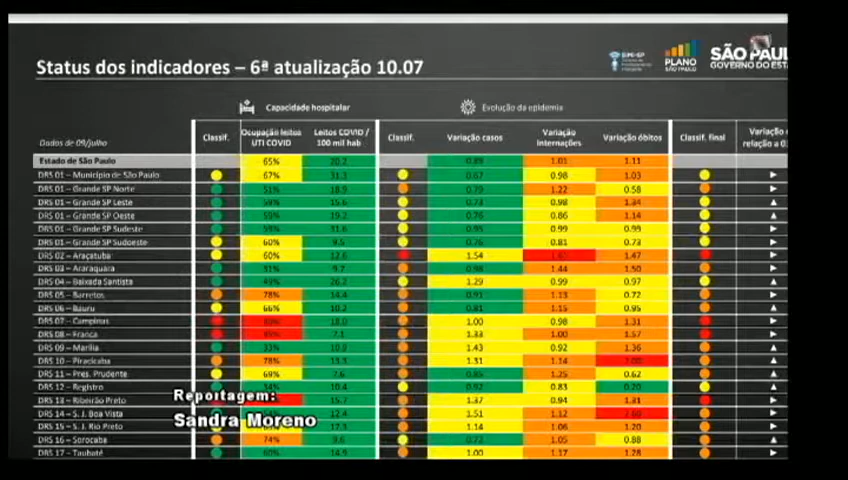 SIMI-SP
PLANO
SÃO PAULO
SÃO PAUL
GOVERNO DO ESTA
Status dos indicadores – 6ª atualização 10.07
Capacidade hospitalar Evolução da epidemia
Dados de 09/julho Classif. Ocupação leitos UTI COVID Leitos COVID / 100 mil hab Classif. Variação casos Variação internações Variação óbitos Classif. final Variação
Estado de São Paulo 65% 20.2 0.89 1.01 1.11
DRS 01 – Município de São Paulo 67% 31.3 0.67 0.98 1.03
DRS 01 – Grande SP Norte 51% 18.9 0.79 1.22 0.58
DRS 01 – Grande SP Leste 59% 15.6 0.73 0.98 1.34
DRS 01 – Grande SP Oeste 59% 19.2 0.76 0.86 1.14
DRS 01 – Grande SP Sudeste 59% 31.6 0.95 0.99 0.99
DRS 01 – Grande SP Sudoeste 60% 9.5 0.76 0.81 0.73
DRS 02 – Araçatuba 60% 12.6 1.54 1.47
DRS 03 – Araraquara 51% 9.7 0.98 1.44 1.50
DRS 04 – Baixada Santista 49% 26.2 1.29 0.99 0.97
DRS 05 – Barretos 78% 14.4 0.91 1.13 0.72
DRS 06 – Bauru 66% 10.2 0.81 1.15 0.95
DRS 07 – Campinas 18.0 1.00 0.98 1.31
DRS 08 – Franca 7.1 1.33 1.00 1.57
DRS 09 – Marília 33% 10.9 1.43 0.92 1.36
DRS 10 – Piracicaba 78% 13.3 1.31 1.14
DRS 11 – Pres. Prudente 69% 7.6 0.85 1.25 0.62
DRS 12 – Registro 10.4 0.92 0.83 0.20
DRS 13 – Ribeirão Preto 15.7 1.37 0.94 1.31
DRS 14 – S. J. Boa Vista 12.4 1.51 1.12 2.60
DRS 15 – S. J. Rio Preto 17.3 1.14 1.06 1.20
DRS 16 – Sorocaba 74% 9.6 0.72 1.05 0.88
DRS 17 – Taubaté 60% 14.9 1.00 1.17 1.28
Reportagem:
Sandra Moreno